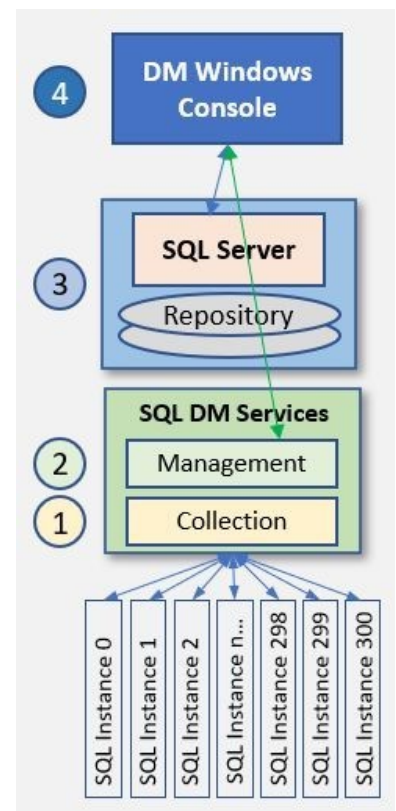 4
DM Windows
Console
3
SQL Server
Repository
SQL DM Services
2
Management
1
Collection
SQL Instance 0
SQL Instance 1
SQL Instance 2
SQL Instance n...
SQL Instance 298
SQL Instance 299
SQL Instance 300